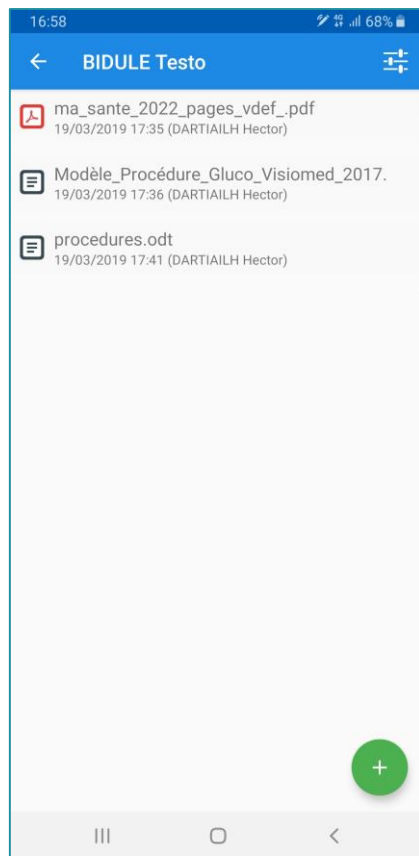 16:58 4G 68%
BIDULE Testo
ma_sante_2022_pages_vdef_.pdf
19/03/2019 17:35 (DARTIAILH Hector)
Modèle_Procédure_Gluco_Visiomed_2017.
19/03/2019 17:36 (DARTIAILH Hector)
procedures.odt
19/03/2019 17:41 (DARTIAILH Hector)